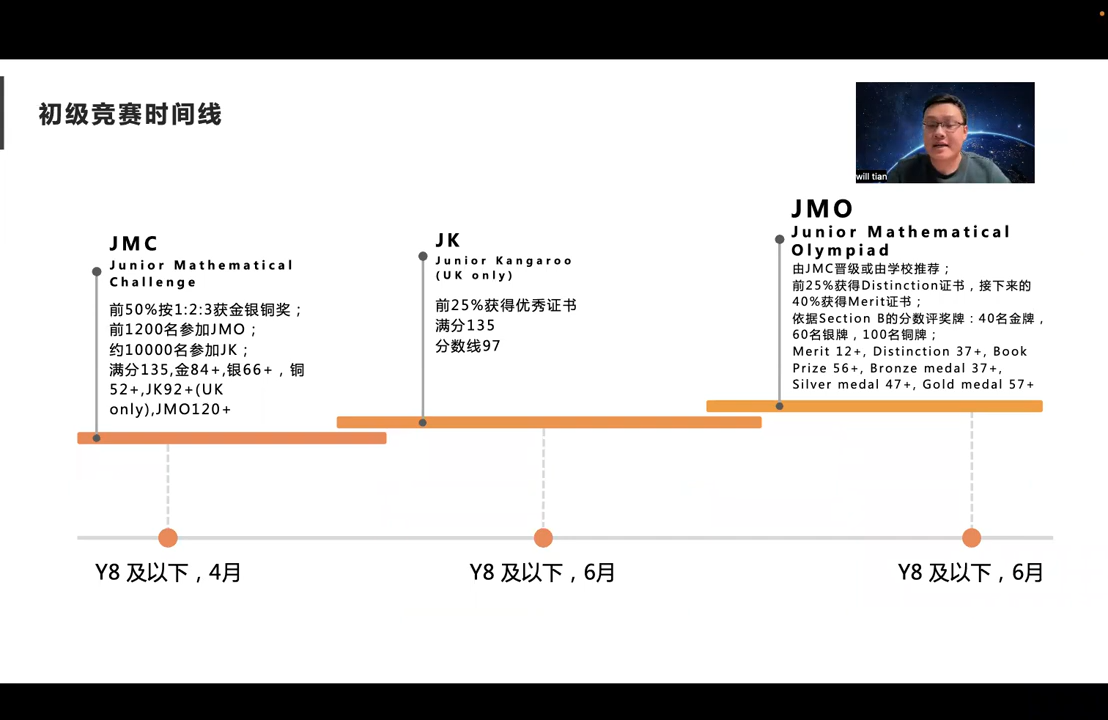 初级竞赛时间线
will tian
JMC
Junior Mathematical
Challenge
前50%按1:2:3获金银铜奖；
前1200名参加JMO；
约10000名参加JK；
满分135,金84+,银66+，铜
52+,JK92+(UK
only),JMO120+
JK
Junior Kangaroo
(UK only)
前25%获得优秀证书
满分135
分数线97
JMO
Junior Mathematical
Olympiad
由JMC晋级或由学校推荐；
前25%获得Distinction证书，接下来的
40%获得Merit证书；
依据Section B的分数评奖牌：40名金牌，
60名银牌，100名铜牌；
Merit 12+, Distinction 37+, Book
Prize 56+, Bronze medal 37+,
Silver medal 47+, Gold medal 57+
Y8 及以下，4月
Y8 及以下，6月
Y8 及以下，6月